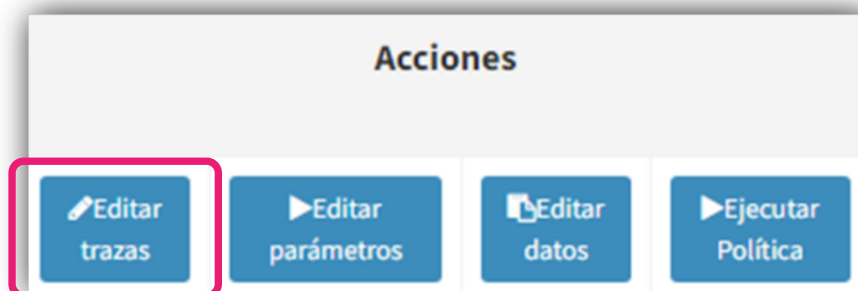 Acciones
Editar
trazas
Editar
parámetros
Editar
datos
Ejecutar
Política